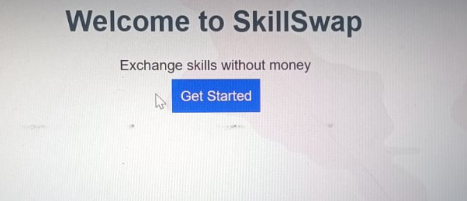 Welcome to SkillSwap
Exchange skills without money
Get Started